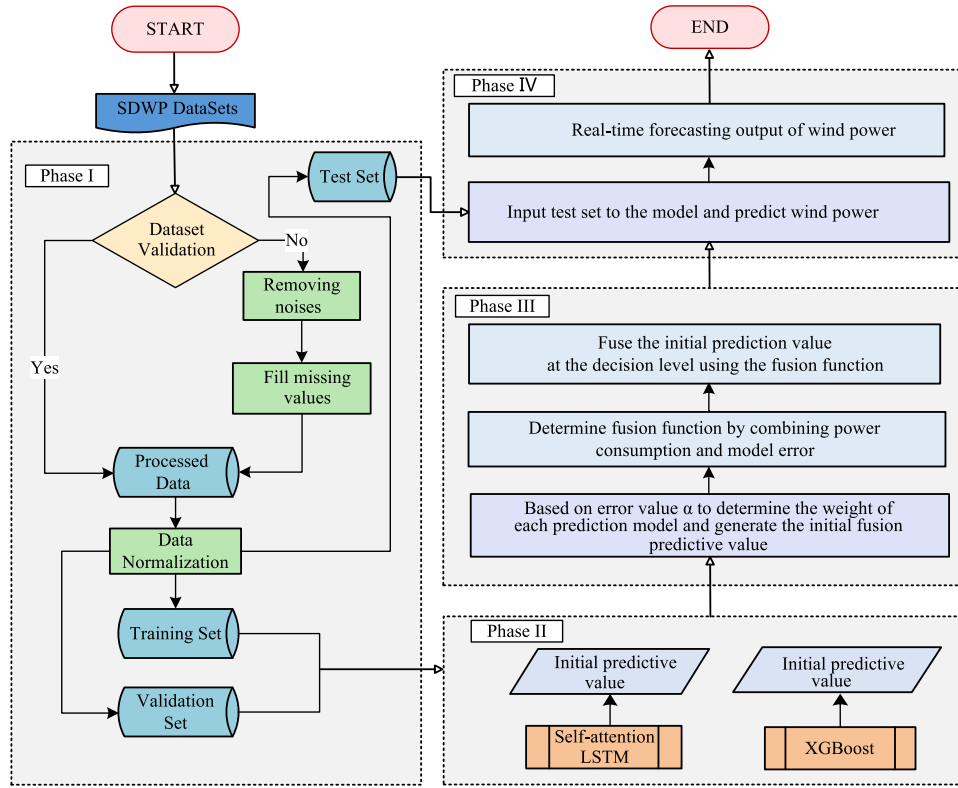 START
SDWP DataSets
Phase I
Test Set
Dataset
Validation
No
Removing
noises
Yes
Fill missing
values
Processed
Data
Data
Normalization
Training Set
Validation
Set
Phase II
Initial predictive
value
Initial predictive
value
Self-attention
LSTM
XGBoost
Phase III
Fuse the initial prediction value
at the decision level using the fusion function
Determine fusion function by combining power
consumption and model error
Based on error value α to determine the weight of
each prediction model and generate the initial fusion
predictive value
Phase Ⅳ
Real-time forecasting output of wind power
Input test set to the model and predict wind power
END